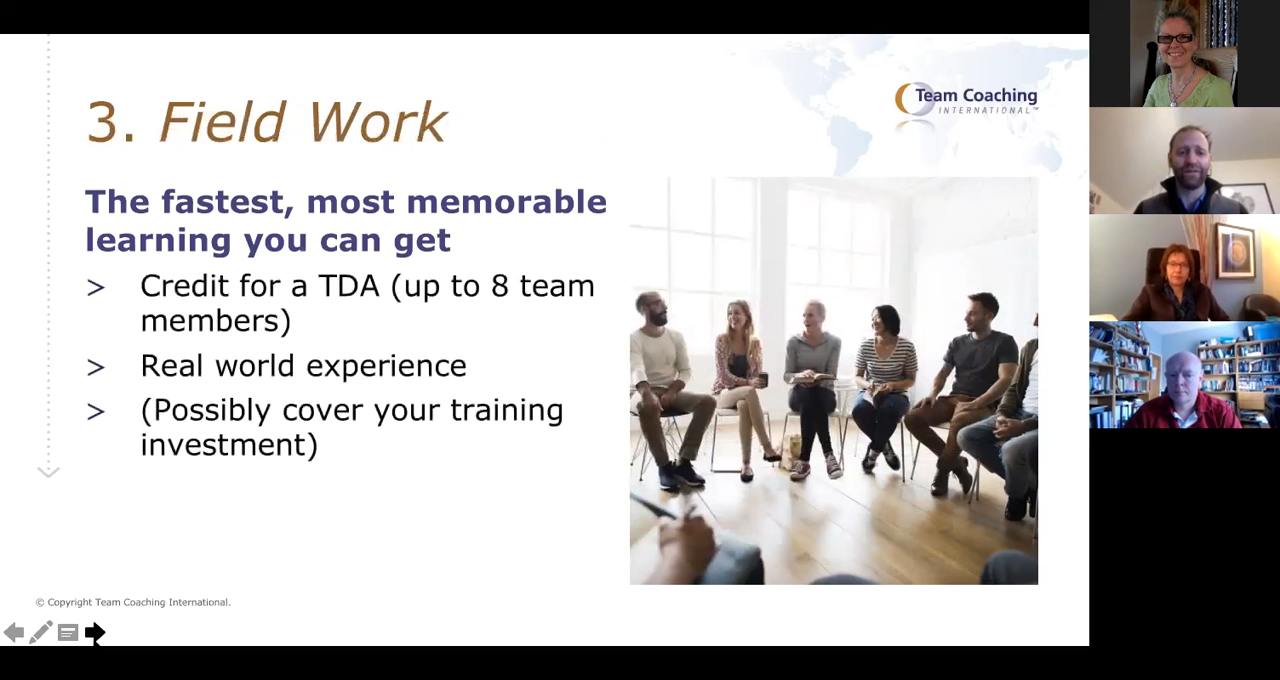 3. Field Work
Team Coaching
INTERNATIONAL™
The fastest, most memorable
learning you can get
> Credit for a TDA (up to 8 team
members)
> Real world experience
> (Possibly cover your training
investment)
© Copyright Team Coaching International.